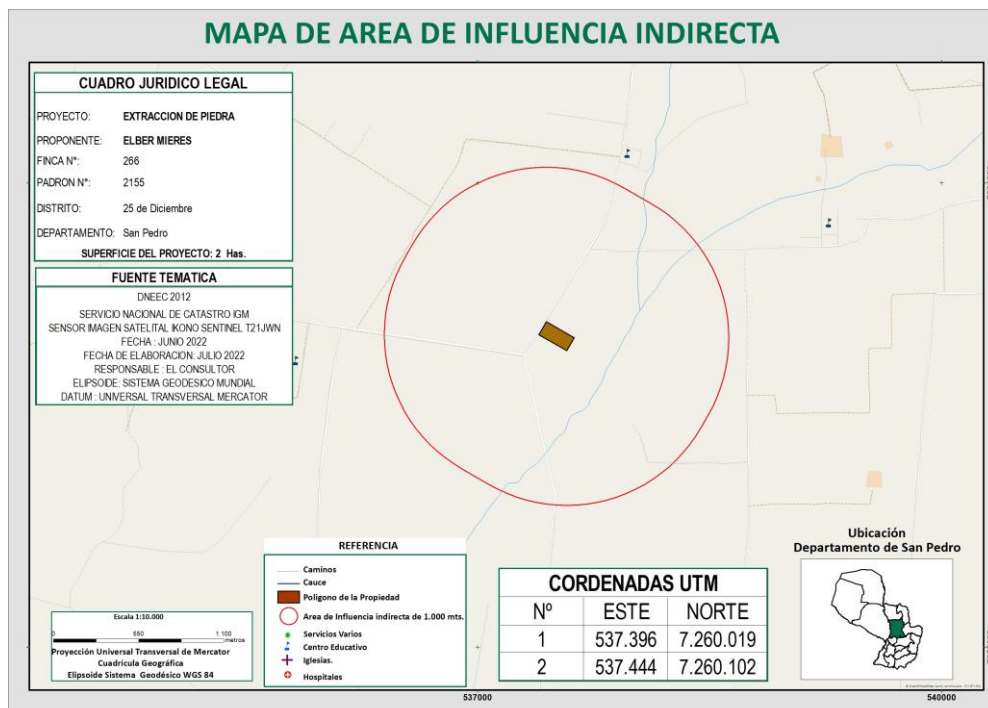 MAPA DE AREA DE INFLUENCIA INDIRECTA
CUADRO JURIDICO LEGAL
PROYECTO: EXTRACCION DE PIEDRA
PROPONENTE: ELBER MIERES
FINCA N°: 266
PADRON N°: 2155
DISTRITO: 25 de Diciembre
DEPARTAMENTO: San Pedro
SUPERFICIE DEL PROYECTO: 2 Has.
FUENTE TEMATICA
DNEEC 2012
SERVICIO NACIONAL DE CATASTRO IGM
SENSOR IMAGEN SATELITAL IKONO SENTINEL T21JWN
FECHA : JUNIO 2022
FECHA DE ELABORACION: JULIO 2022
RESPONSABLE : EL CONSULTOR
ELIPSOIDE: SISTEMA GEODESICO MUNDIAL
DATUM : UNIVERSAL TRANSVERSAL MERCATOR
REFERENCIA
Caminos
Cauce
Poligono de la Propiedad
Area de Influencia indirecta de 1.000 mts.
Servicios Varios
Centro Educativo
Iglesias.
Hospitales
Escala 1:10.000
0 550 1.100
metros
Proyección Universal Transversal de Mercator
Cuadrícula Geográfica
Elipsoide Sistema Geodésico WGS 84
CORDENADAS UTM
Nº ESTE NORTE
1 537.396 7.260.019
2 537.444 7.260.102
Ubicación
Departamento de San Pedro
537000 540000